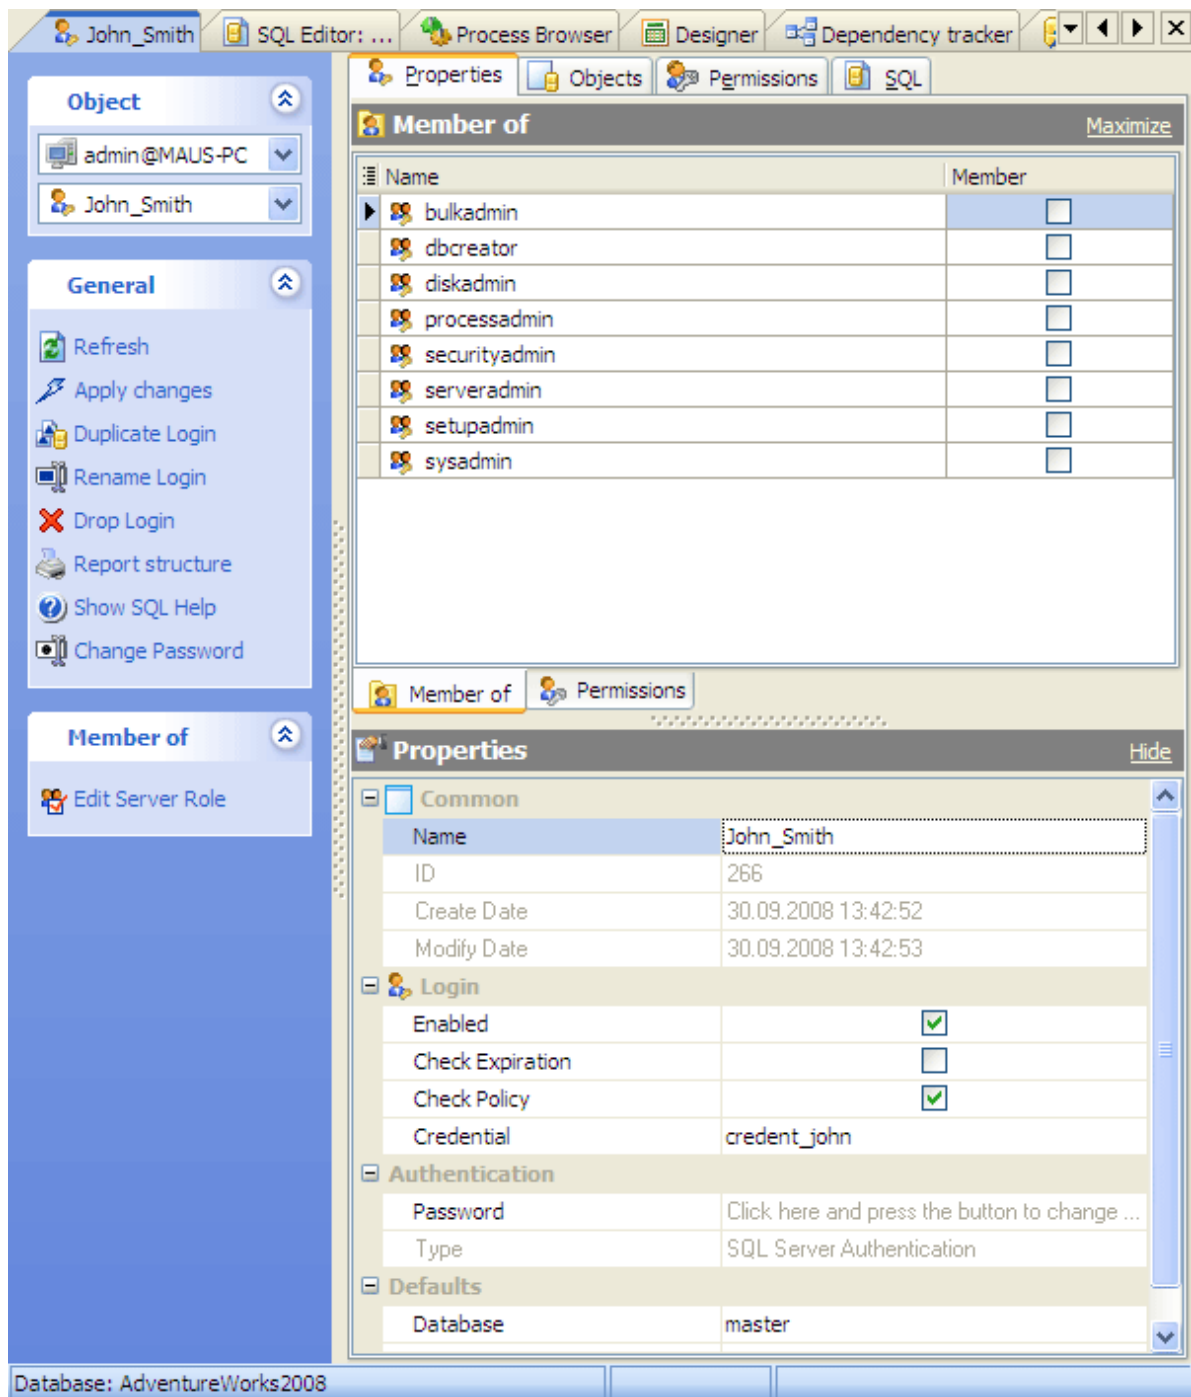 John_Smith SQL Editor: ... Process Browser Designer Dependency tracker
Object
admin@MAUS-PC
John_Smith
General
Refresh
Apply changes
Duplicate Login
Rename Login
Drop Login
Report structure
Show SQL Help
Change Password
Member of
Edit Server Role
Properties Objects Permissions SQL
Member of Maximize
Name Member
bulkadmin
dbcreator
diskadmin
processadmin
securityadmin
serveradmin
setupadmin
sysadmin
Member of Permissions
Properties Hide
Common
Name John_Smith
ID 266
Create Date 30.09.2008 13:42:52
Modify Date 30.09.2008 13:42:53
Login
Enabled
Check Expiration
Check Policy
Credential credent_john
Authentication
Password Click here and press the button to change ...
Type SQL Server Authentication
Defaults
Database master
Database: AdventureWorks2008